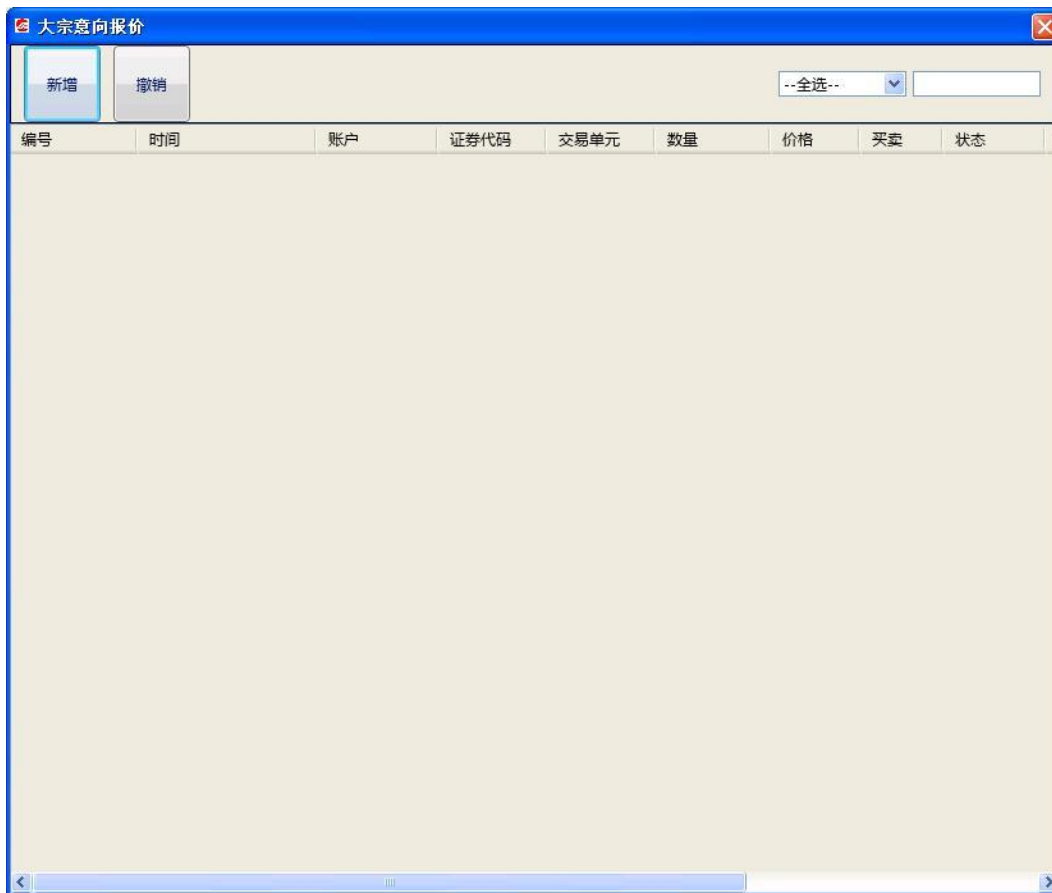 大宗意向报价
新增 撤销 --全选--
编号 时间 账户 证券代码 交易单元 数量 价格 买卖 状态